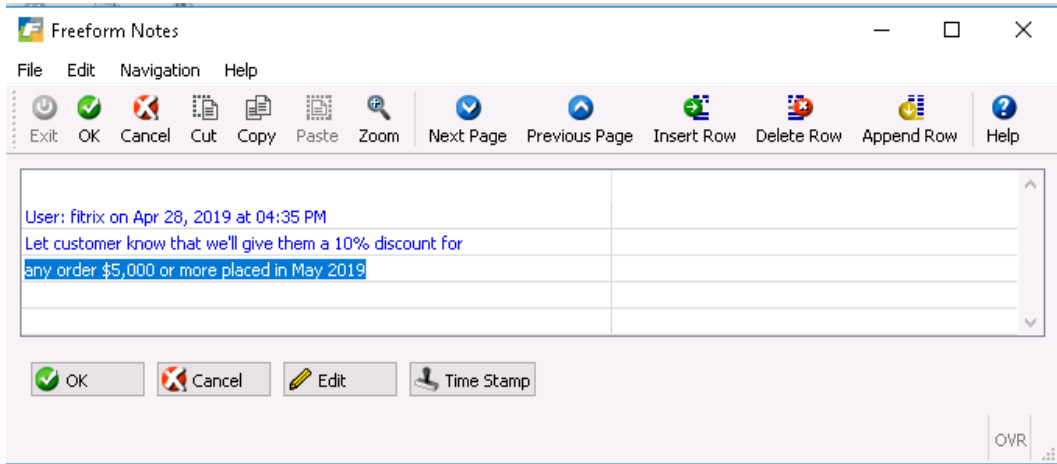 Freeform Notes
File Edit Navigation Help
Exit OK Cancel Cut Copy Paste Zoom Next Page Previous Page Insert Row Delete Row Append Row Help
User: fitrix on Apr 28, 2019 at 04:35 PM
Let customer know that we'll give them a 10% discount for
any order $5,000 or more placed in May 2019
OK Cancel Edit Time Stamp
OVR